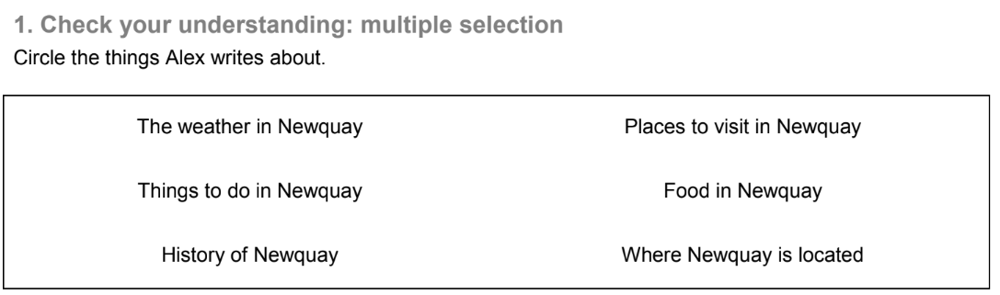 1. Check your understanding: multiple selection
Circle the things Alex writes about.
The weather in Newquay
Places to visit in Newquay
Things to do in Newquay
Food in Newquay
History of Newquay
Where Newquay is located